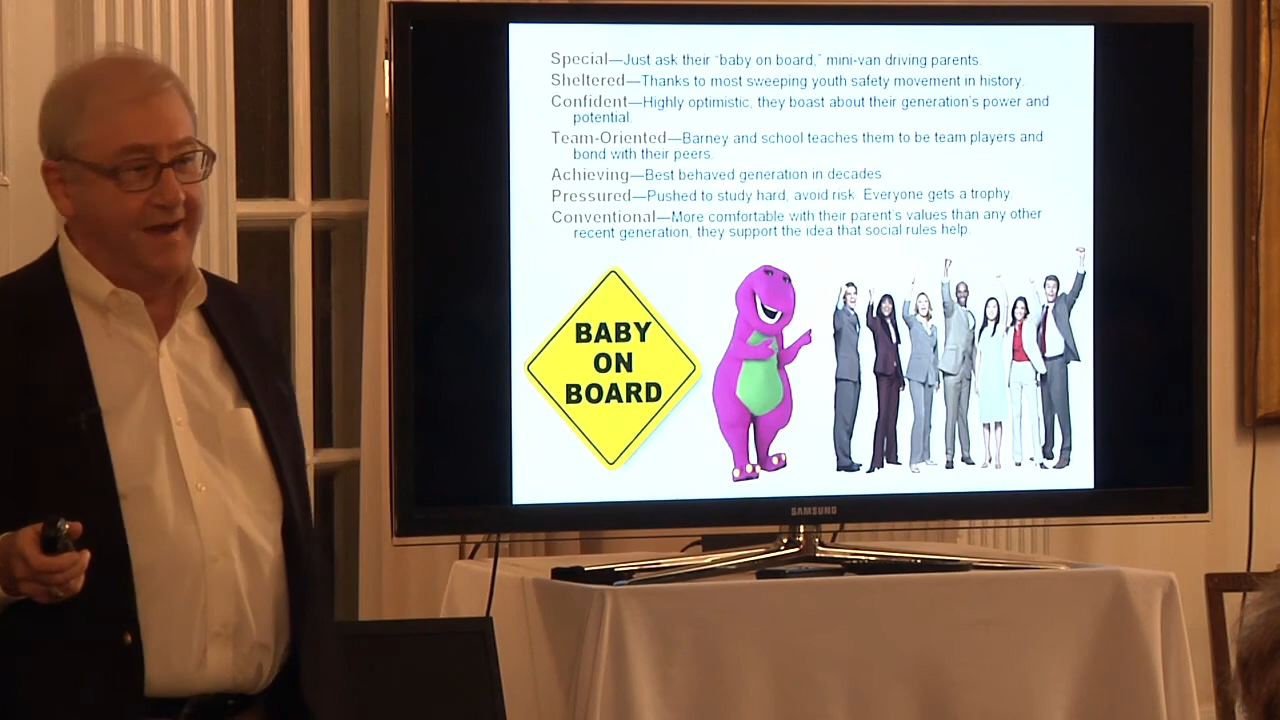 Special—Just ask their “baby on board,” mini-van driving parents.
Sheltered—Thanks to most sweeping youth safety movement in history.
Confident—Highly optimistic, they boast about their generation's power and
potential.
Team-Oriented—Barney and school teaches them to be team players and
bond with their peers.
Achieving—Best behaved generation in decades.
Pressured—Pushed to study hard, avoid risk. Everyone gets a trophy.
Conventional—More comfortable with their parent's values than any other
recent generation, they support the idea that social rules help.
BABY
ON
BOARD
SAMSUNG